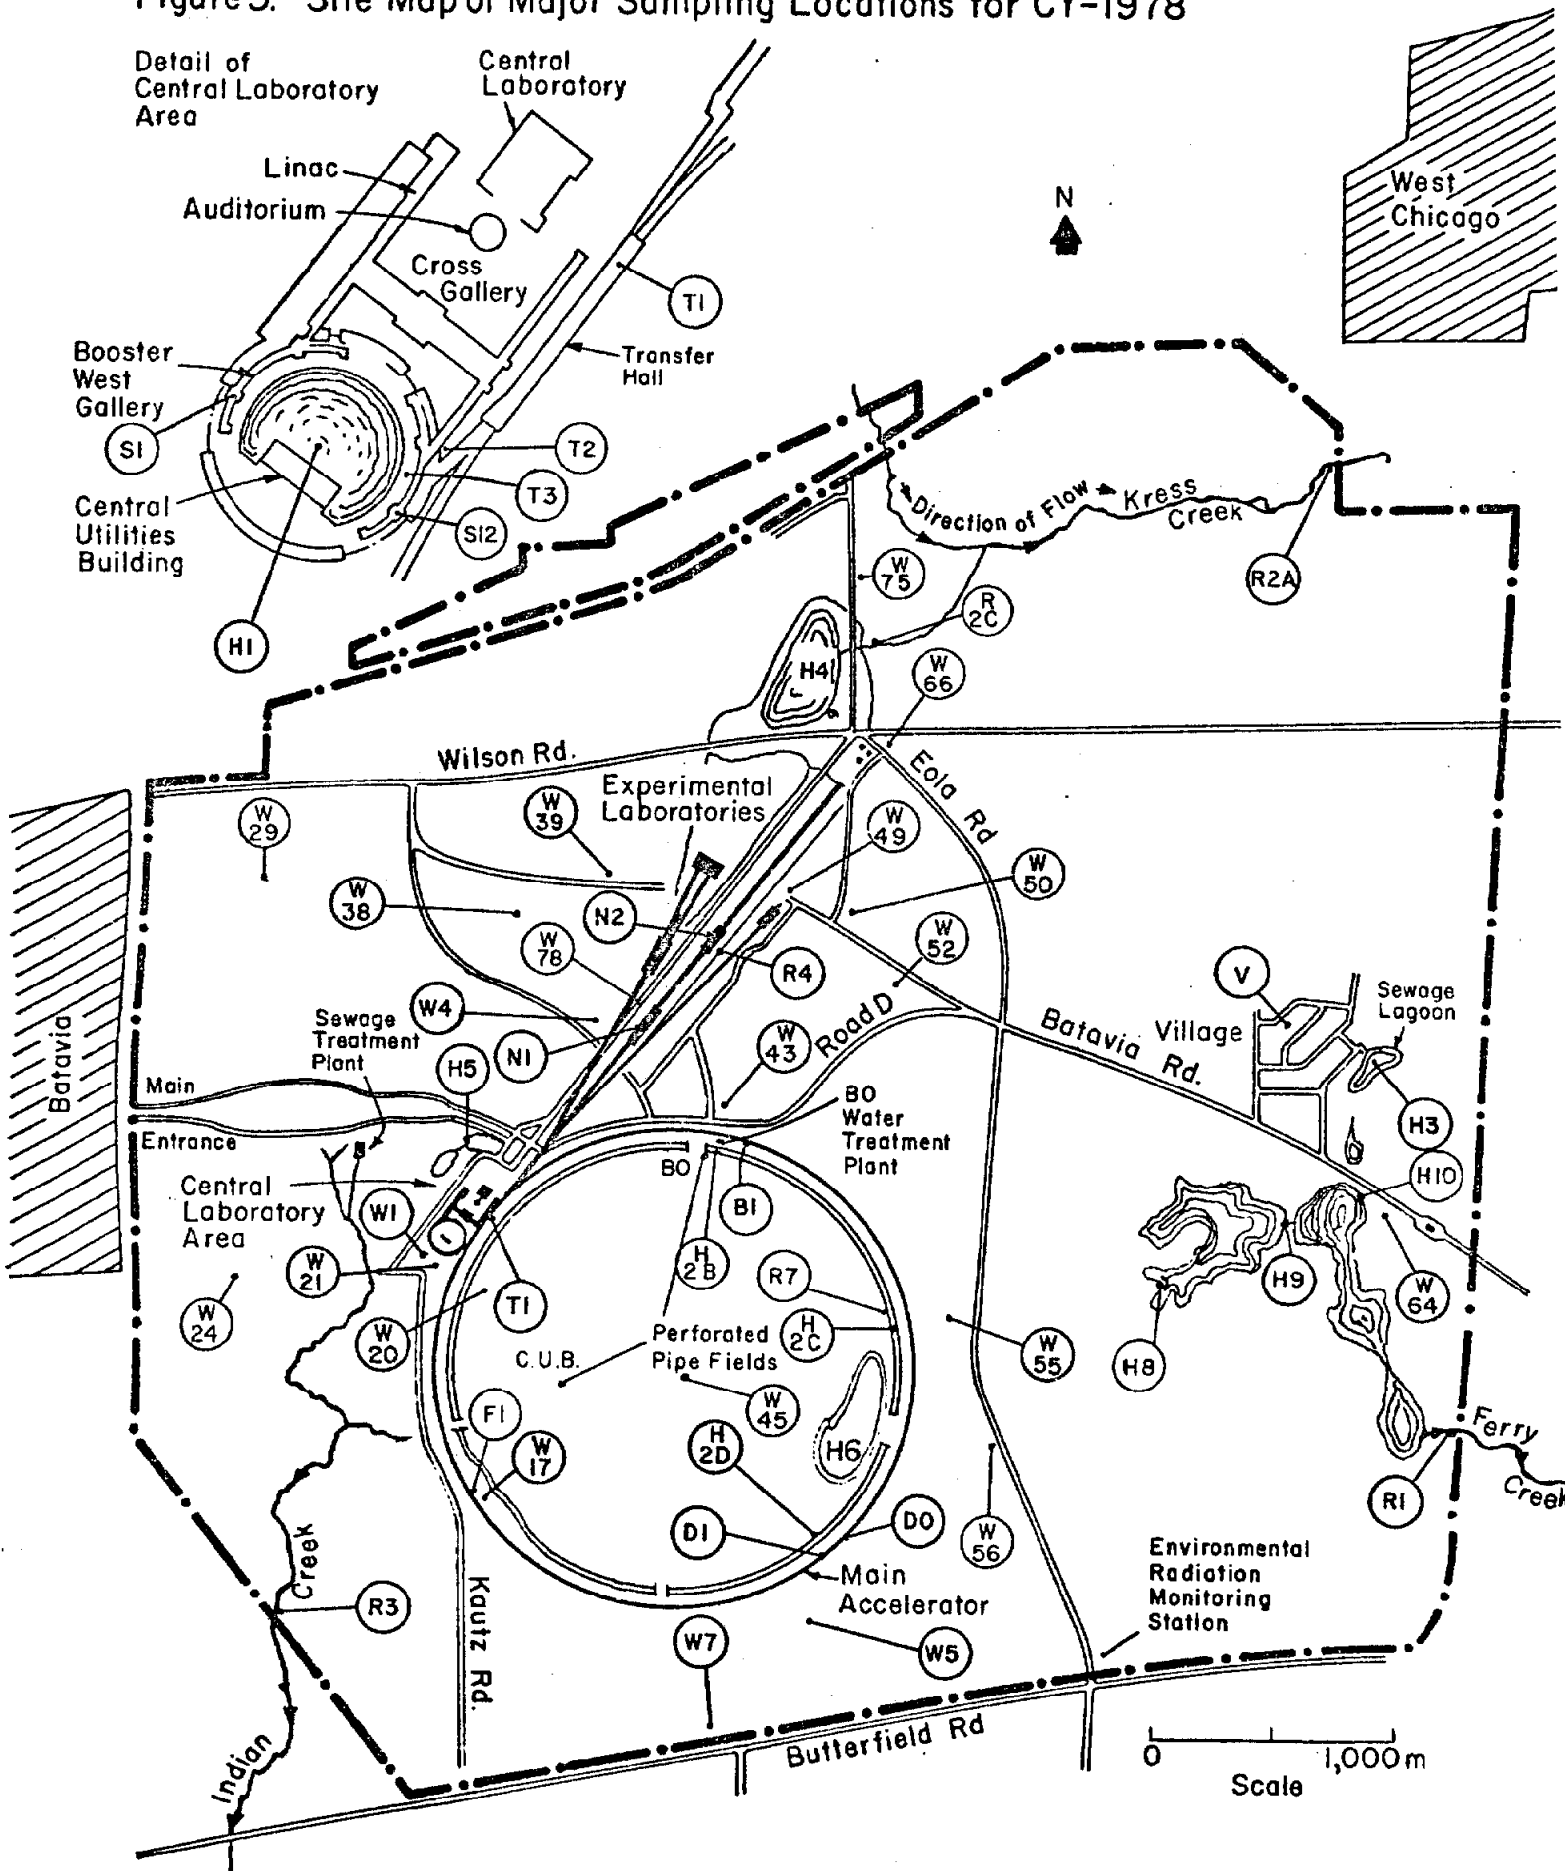 Figure 5. Site Map of Major Sampling Locations for CY-1978
Detail of
Central Laboratory
Area
Central
Laboratory
Linac
Auditorium
Cross
Gallery
T1
Transfer
Hall
Booster
West
Gallery
S1
T2
T3
S12
Central
Utilities
Building
H1
N
West
Chicago
Direction of Flow
Kress
Creek
R2A
W
75
R
2C
H4
W
66
Wilson Rd.
Eola Rd
Experimental
Laboratories
W
29
W
39
W
49
W
38
N2
W
50
W
78
R4
W
52
V
Sewage
Lagoon
W4
Sewage
Treatment
Plant
N1
H5
W
43
Road D
Batavia Rd.
Village
Batavia
Main
Entrance
BO
Water
Treatment
Plant
H3
H10
BO
B1
Central
Laboratory
Area
W1
1
H
2B
W
21
R7
H9
W
64
W
24
T1
W
20
Perforated
Pipe Fields
C.U.B.
H
2C
W
55
H8
F1
W
45
W
17
H
2D
H6
Ferry
Creek
R1
D1
DO
W
56
Main
Accelerator
Environmental
Radiation
Monitoring
Station
Creek
R3
Kautz Rd.
W7
W5
Indian
Butterfield Rd
0
1,000m
Scale